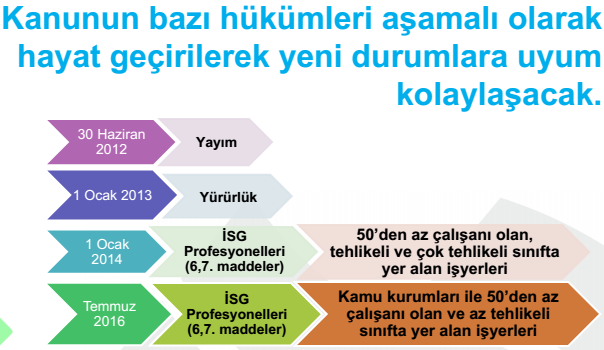 Kanunun bazı hükümleri aşamalı olarak
hayat geçirilerek yeni durumlara uyum
kolaylaşacak.
30 Haziran
2012
Yayım
1 Ocak 2013
Yürürlük
1 Ocak
2014
İSG
Profesyonelleri
(6,7. maddeler)
50’den az çalışanı olan,
tehlikeli ve çok tehlikeli sınıfta
yer alan işyerleri
Temmuz
2016
İSG
Profesyonelleri
(6,7. maddeler)
Kamu kurumları ile 50’den az
çalışanı olan ve az tehlikeli
sınıfta yer alan işyerleri